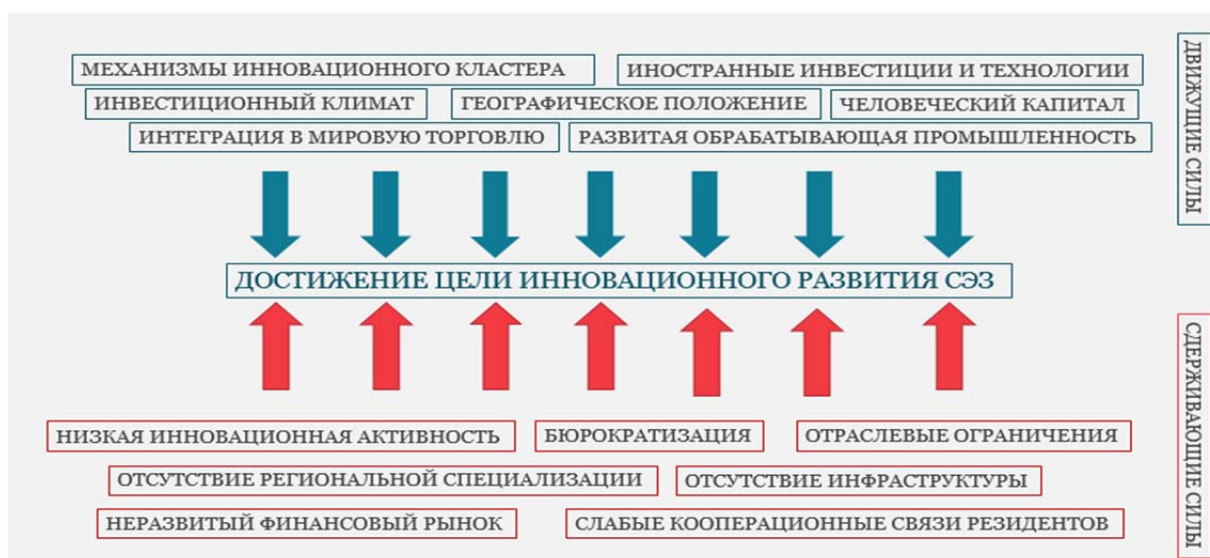 МЕХАНИЗМЫ ИННОВАЦИОННОГО КЛАСТЕРА
ИНОСТРАННЫЕ ИНВЕСТИЦИИ И ТЕХНОЛОГИИ
ИНВЕСТИЦИОННЫЙ КЛИМАТ
ГЕОГРАФИЧЕСКОЕ ПОЛОЖЕНИЕ
ЧЕЛОВЕЧЕСКИЙ КАПИТАЛ
ИНТЕГРАЦИЯ В МИРОВУЮ ТОРГОВЛЮ
РАЗВИТАЯ ОБРАБАТЫВАЮЩАЯ ПРОМЫШЛЕННОСТЬ
ДВИЖУЩИЕ СИЛЫ
ДОСТИЖЕНИЕ ЦЕЛИ ИННОВАЦИОННОГО РАЗВИТИЯ СЭЗ
НИЗКАЯ ИННОВАЦИОННАЯ АКТИВНОСТЬ
БЮРОКРАТИЗАЦИЯ
ОТРАСЛЕВЫЕ ОГРАНИЧЕНИЯ
ОТСУТСТВИЕ РЕГИОНАЛЬНОЙ СПЕЦИАЛИЗАЦИИ
ОТСУТСТВИЕ ИНФРАСТРУКТУРЫ
НЕРАЗВИТЫЙ ФИНАНСОВЫЙ РЫНОК
СЛАБЫЕ КООПЕРАЦИОННЫЕ СВЯЗИ РЕЗИДЕНТОВ
СДЕРЖИВАЮЩИЕ СИЛЫ